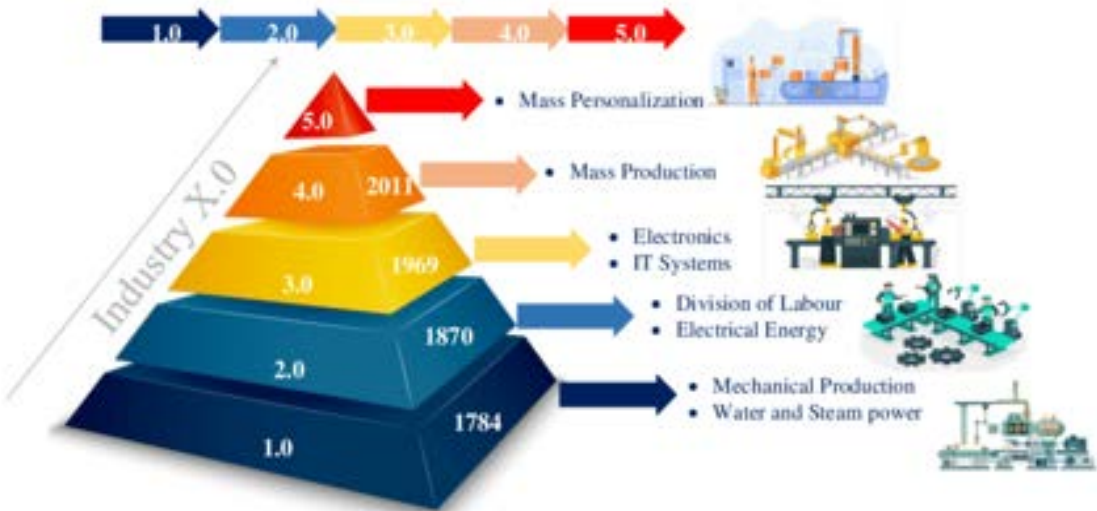 1.0 2.0 3.0 4.0 5.0
Industry X.0
5.0
• Mass Personalization
4.0 2011
• Mass Production
3.0 1969
• Electronics
• IT Systems
2.0 1870
• Division of Labour
• Electrical Energy
1.0 1784
• Mechanical Production
• Water and Steam power